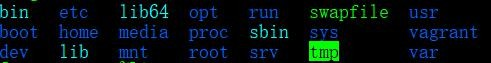 bin etc lib64 opt run swapfile usr
boot home media proc sbin sys vagrant
dev lib mnt root srv tmp var